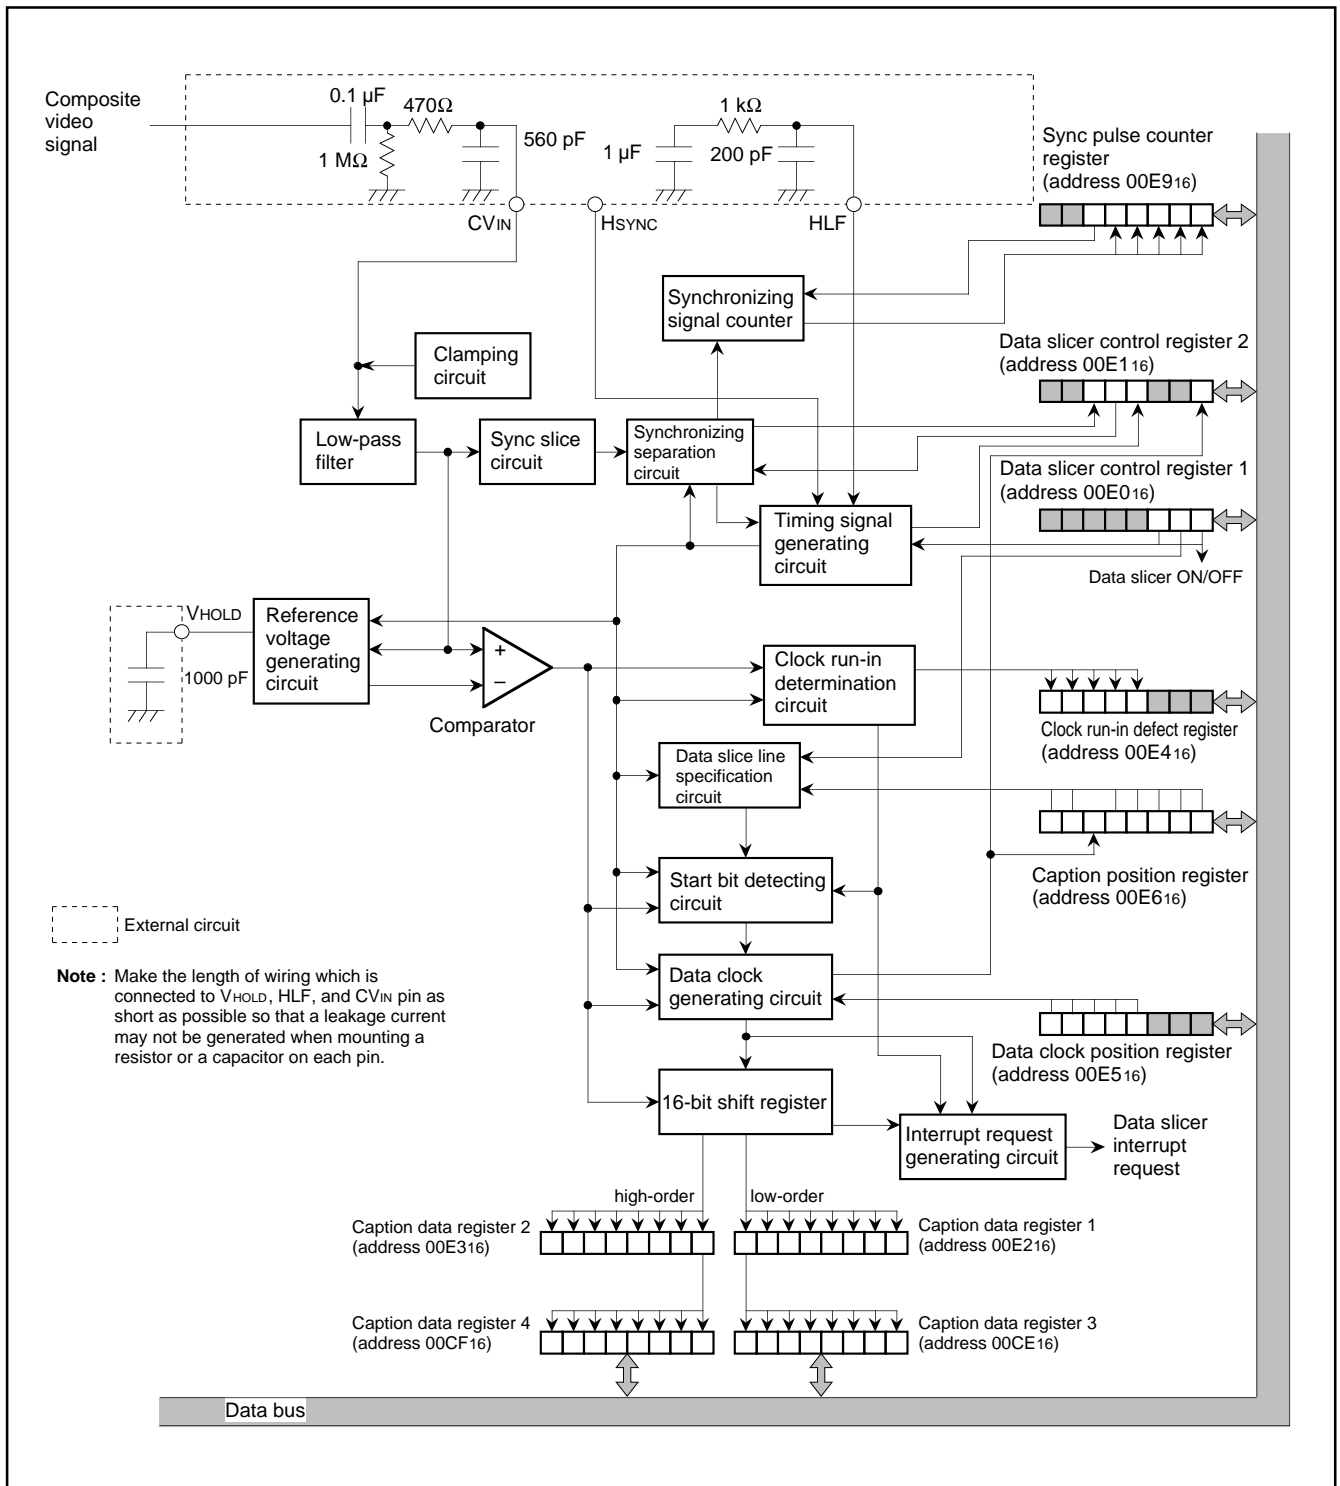 Composite
video
signal
0.1 µF
470Ω
1 MΩ
560 pF
1 µF
1 kΩ
200 pF
CVIN
HSYNC
HLF
Sync pulse counter
register
(address 00E916)
Synchronizing
signal counter
Data slicer control register 2
(address 00E116)
Clamping
circuit
Low-pass
filter
Sync slice
circuit
Synchronizing
separation
circuit
Data slicer control register 1
(address 00E016)
Timing signal
generating
circuit
Data slicer ON/OFF
VHOLD
1000 pF
Reference
voltage
generating
circuit
+
–
Comparator
Clock run-in
determination
circuit
Clock run-in defect register
(address 00E416)
Data slice line
specification
circuit
Caption position register
(address 00E616)
Start bit detecting
circuit
External circuit
Data clock
generating circuit
Note : Make the length of wiring which is
connected to VHOLD, HLF, and CVIN pin as
short as possible so that a leakage current
may not be generated when mounting a
resistor or a capacitor on each pin.
Data clock position register
(address 00E516)
16-bit shift register
Interrupt request
generating circuit
Data slicer
interrupt
request
high-order
low-order
Caption data register 2
(address 00E316)
Caption data register 1
(address 00E216)
Caption data register 4
(address 00CF16)
Caption data register 3
(address 00CE16)
Data bus